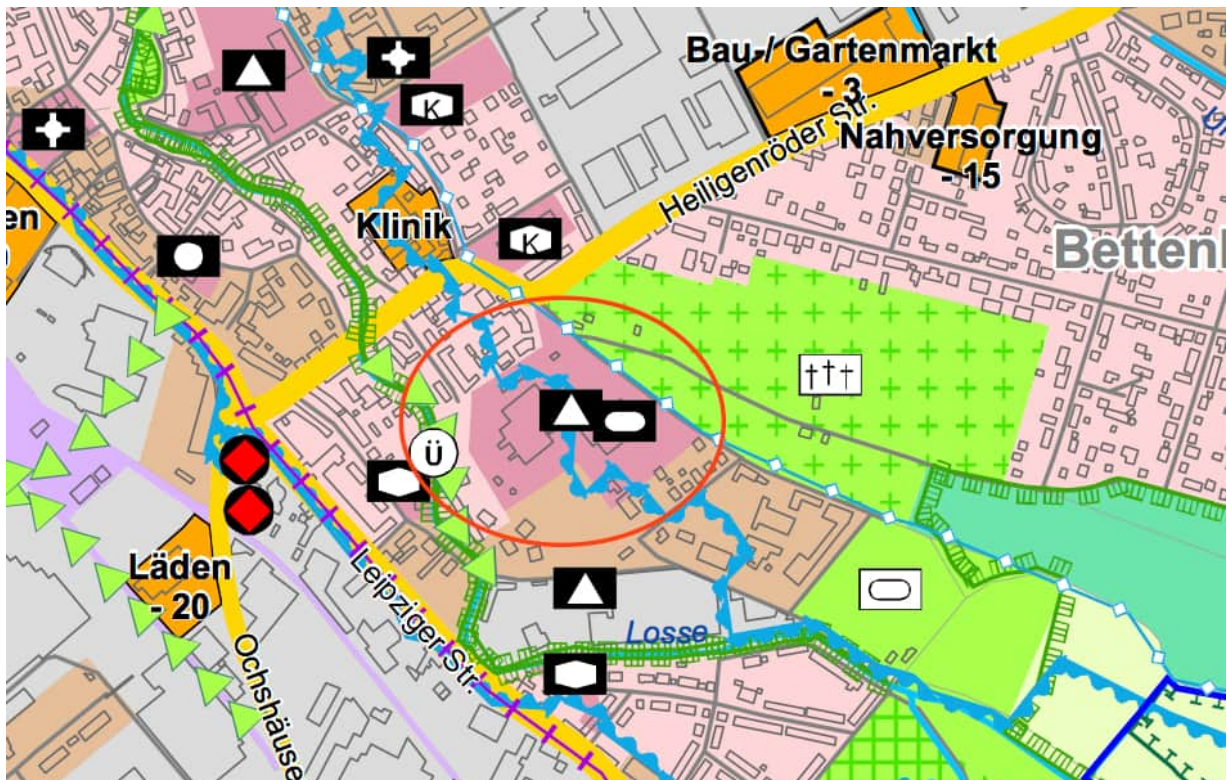 Bau-/ Gartenmarkt
- 3
Heiligenröder Str.
Nahversorgung
- 15
K
en
Klinik
K
Bettenh
Ü
Läden
- 20
Leipziger Str.
Losse
Ochshäuse